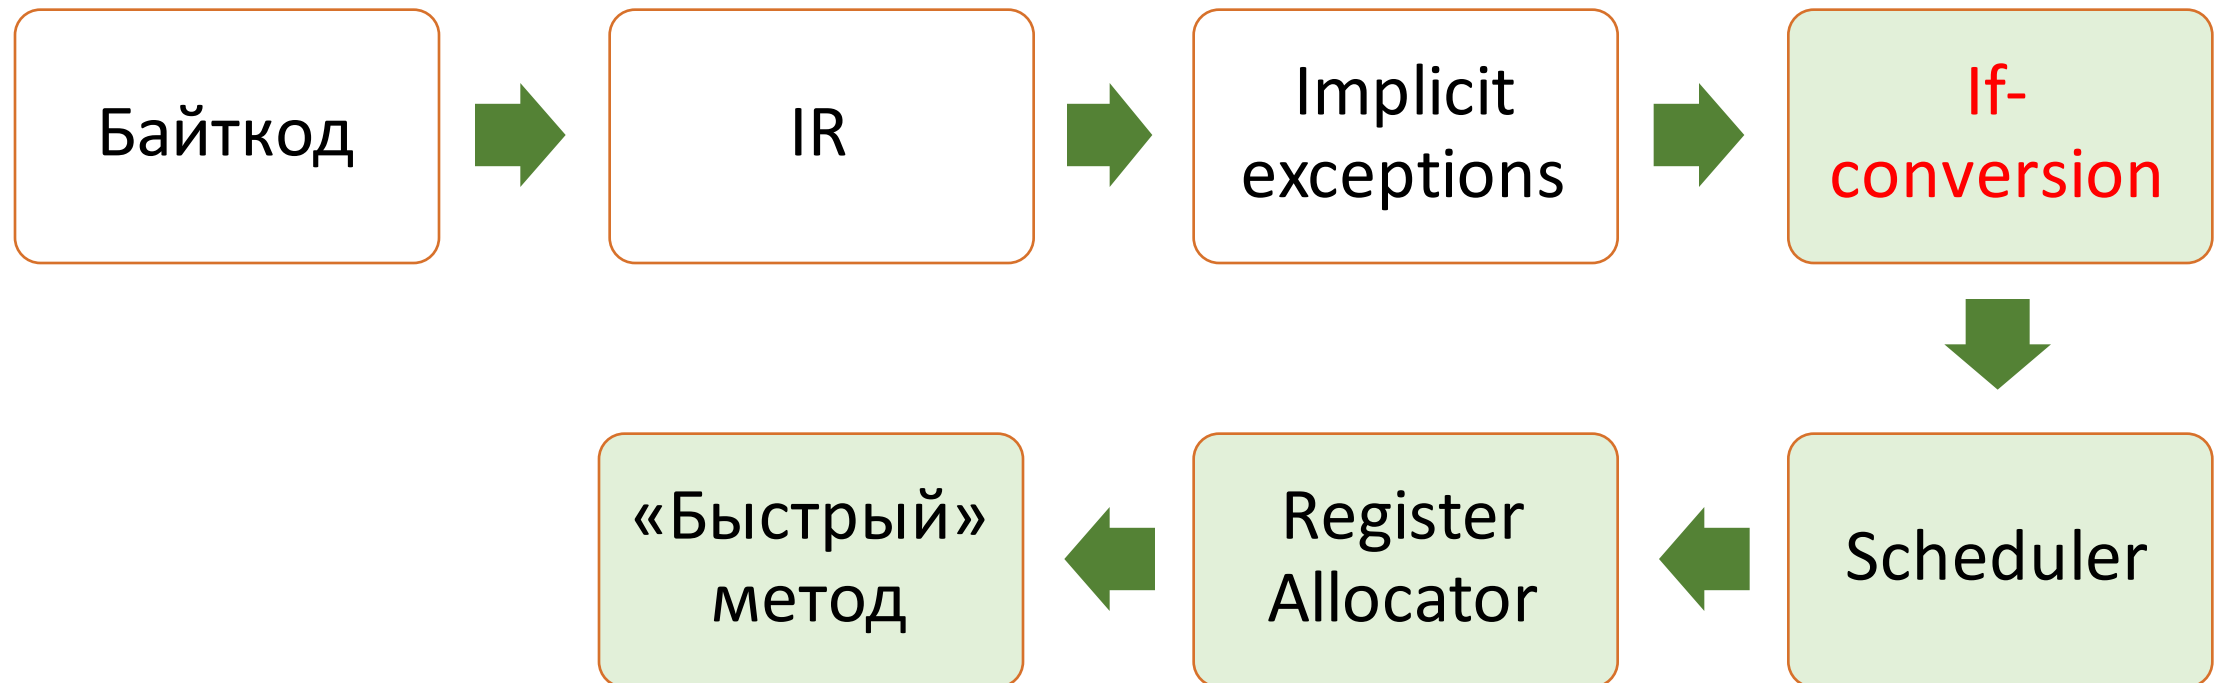 Байткод
IR
Implicit
exceptions
If-
conversion
Scheduler
Register
Allocator
«Быстрый»
метод